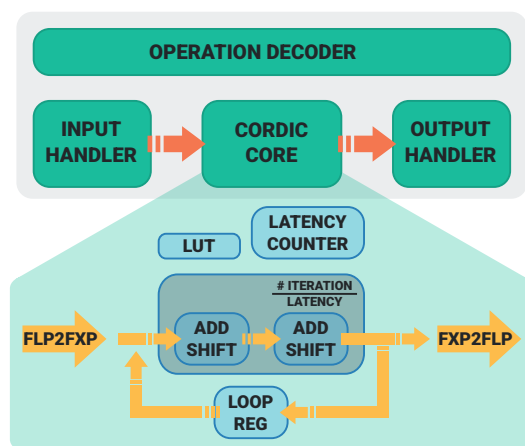 OPERATION DECODER
INPUT
HANDLER
CORDIC
CORE
OUTPUT
HANDLER
LATENCY
COUNTER
LUT
# ITERATION
LATENCY
FLP2FXP
ADD
SHIFT
ADD
SHIFT
FXP2FLP
LOOP
REG